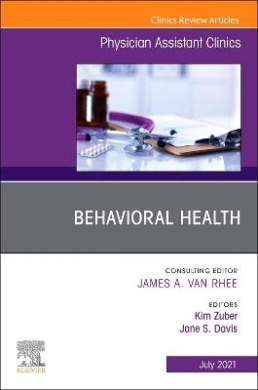 Clinics Review Articles
Physician Assistant Clinics
BEHAVIORAL HEALTH
CONSULTING EDITOR
JAMES A. VAN RHEE
EDITORS
Kim Zuber
Jane S. Davis
ELSEVIER
July 2021